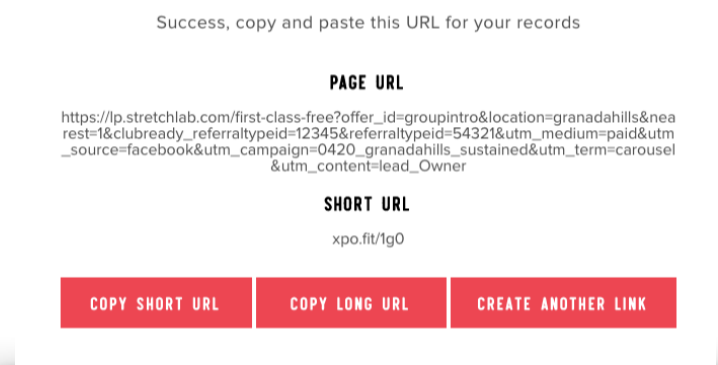 Success, copy and paste this URL for your records
PAGE URL
https://lp.stretchlab.com/first-class-free?offer_id=groupintro&location=granadahills&nea
rest=1&clubready_referraltypeid=12345&referraltypeid=54321&utm_medium=paid&utm
_source=facebook&utm_campaign=0420_granadahills_sustained&utm_term=carousel
&utm_content=lead_Owner
SHORT URL
xpo.fit/1g0
COPY SHORT URL
COPY LONG URL
CREATE ANOTHER LINK